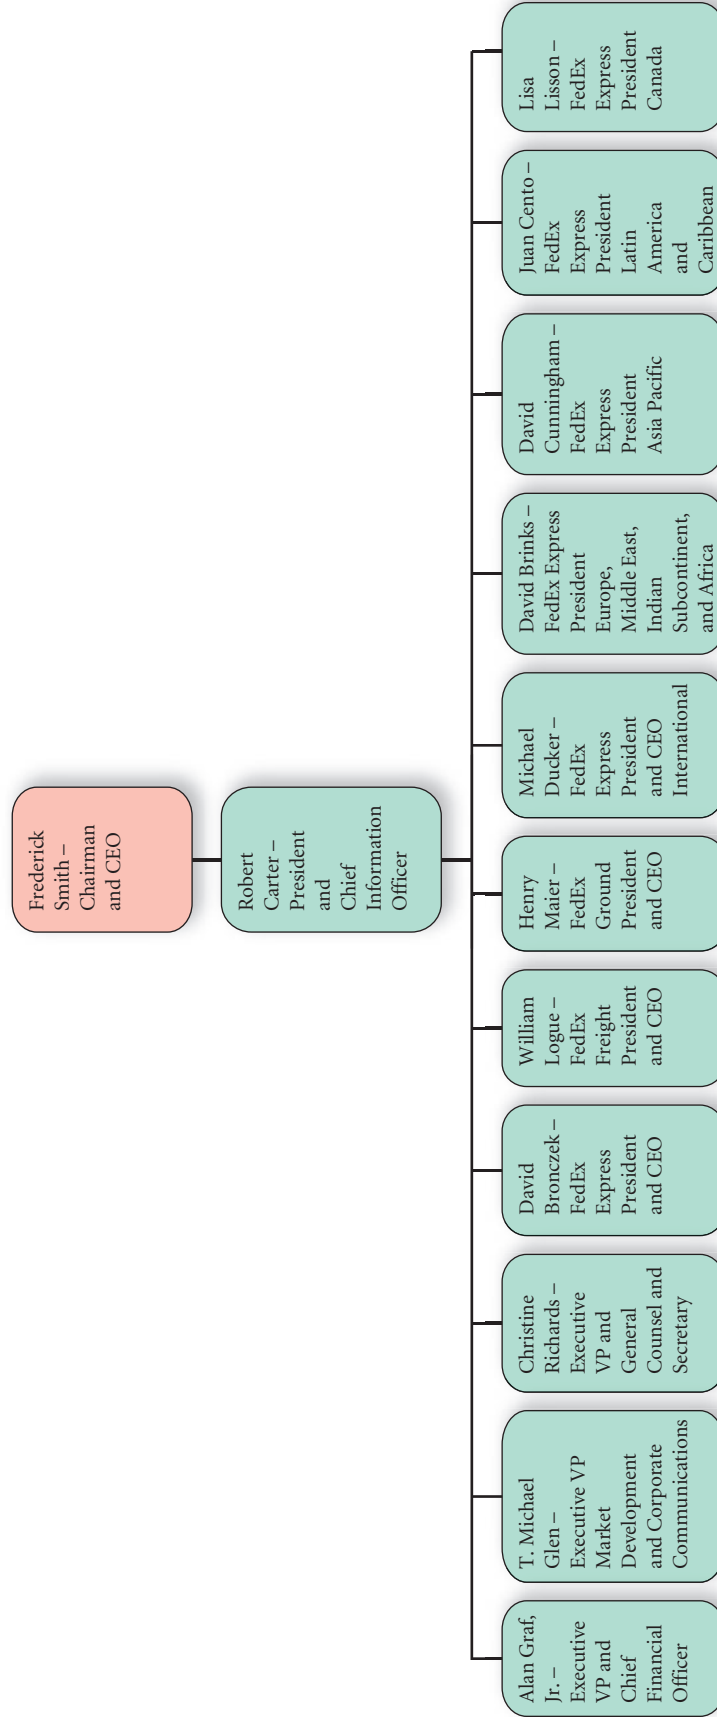 Frederick
Smith –
Chairman
and CEO
Robert
Carter –
President
and
Chief
Information
Officer
Alan Graf,
Jr. –
Executive
VP and
Chief
Financial
Officer
T. Michael
Glen –
Executive VP
Market
Development
and Corporate
Communications
Christine
Richards –
Executive
VP and
General
Counsel and
Secretary
David
Bronczek –
FedEx
Express
President
and CEO
William
Logue –
FedEx
Freight
President
and CEO
Henry
Maier –
FedEx
Ground
President
and CEO
Michael
Ducker –
FedEx
Express
President
and CEO
International
David Brinks –
FedEx Express
President
Europe,
Middle East,
Indian
Subcontinent,
and Africa
David
Cunningham –
FedEx
Express
President
Asia Pacific
Juan Cento –
FedEx
Express
President
Latin
America
and
Caribbean
Lisa
Lisson –
FedEx
Express
President
Canada